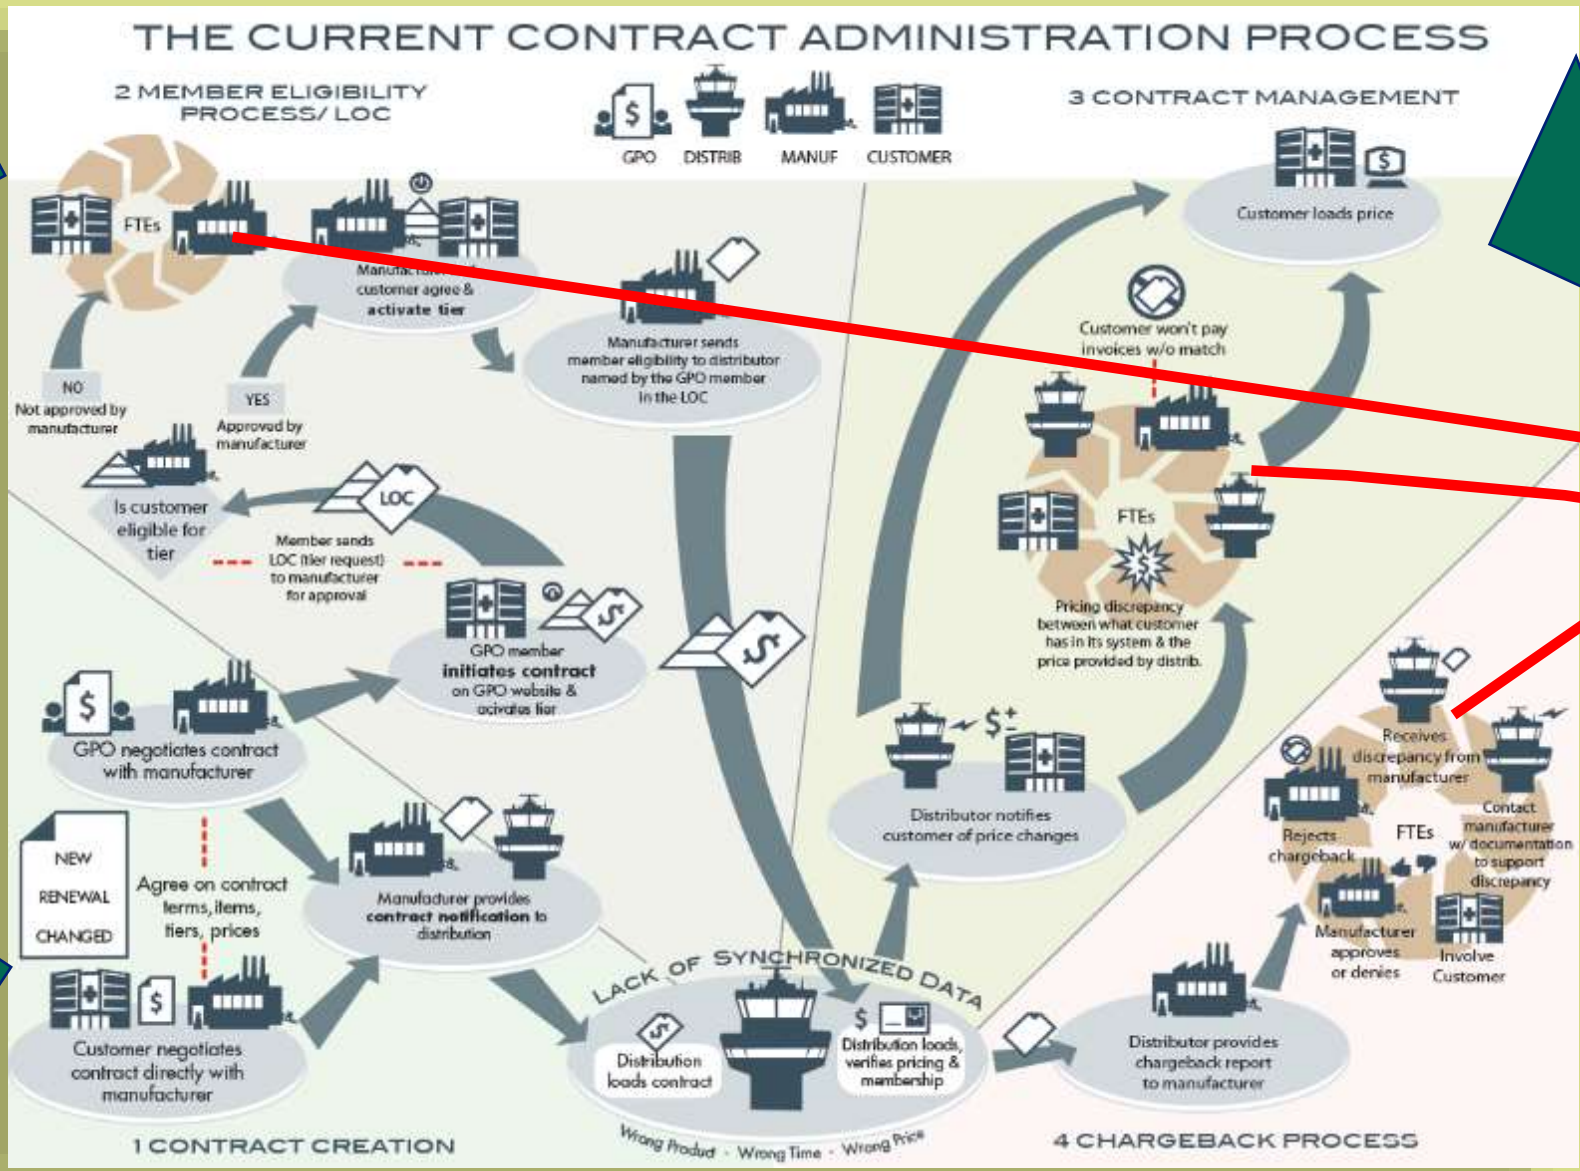 THE CURRENT CONTRACT ADMINISTRATION PROCESS
2 MEMBER ELIGIBILITY
PROCESS/ LOC
GPO
DISTRIB
MANUF
CUSTOMER
3 CONTRACT MANAGEMENT
FTEs
customer agree &
activate tier
Manufacturer sends
member eligibility to distributor
named by the GPO member
in the LOC
Customer loads price
Customer won't pay
invoices w/o match
NO
Not approved by
manufacturer
YES
Approved by
manufacturer
LOC
Is customer
eligible for
tier
Member sends
LOC (tier request)
to manufacturer
for approval
FTEs
$
Pricing discrepancy
between what customer
has in its system & the
price provided by distrib.
GPO member
initiates contract
on GPO website &
acivates tier
GPO negotiates contract
with manufacturer
NEW
RENEWAL
CHANGED
Agree on contract
terms, items,
tiers, prices
Manufacturer provides
contract notification to
distribution
Distributor notifies
customer of price changes
Receives
discrepancy from
manufacturer
Contact
manufacturer
w/ documentation
to support
discrepancy
FTEs
Rejects
chargeback
Manufacturer
approves
or denies
Involve
Customer
Customer negotiates
contract directly with
manufacturer
LACK OF SYNCHRONIZED DATA
Distribution
loads contract
Distribution loads,
verifies pricing &
membership
Wrong Product - Wrong Time - Wrong Price
Distributor provides
chargeback report
to manufacturer
1 CONTRACT CREATION
4 CHARGEBACK PROCESS